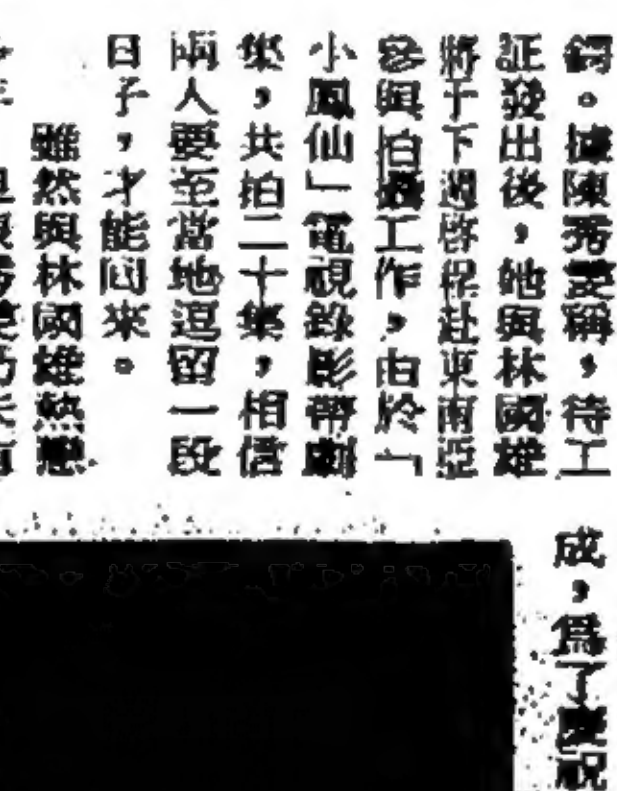 鬪。據陳秀雯稱,待工
証發出後,她與林國雄
將于下週啓程赴東南亞
參與拍攝工作,由於「
小鳳仙」電視錄影帶劇
集,共拍二十集,相信
兩人要至當地逗留一段
日子,才能囘來。
雖然與林國雄熱戀
成,爲了慶祝